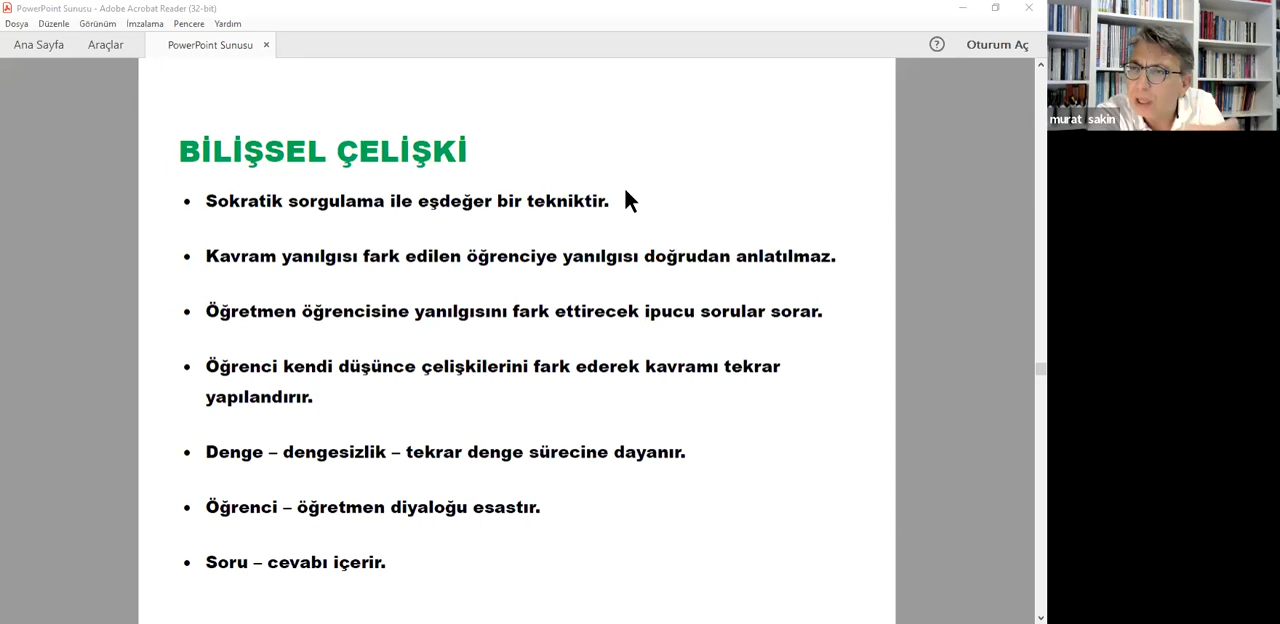 PowerPoint Sunusu - Adobe Acrobat Reader (32-bit)
Dosya Düzenle Görünüm İmzalama Pencere Yardım
Ana Sayfa Araçlar PowerPoint Sunusu × ? Oturum Aç
murat sakin
BİLİŞSEL ÇELİŞKİ
• Sokratik sorgulama ile eşdeğer bir tekniktir.
• Kavram yanılgısı fark edilen öğrenciye yanılgısı doğrudan anlatılmaz.
• Öğretmen öğrencisine yanılgısını fark ettirecek ipucu sorular sorar.
• Öğrenci kendi düşünce çelişkilerini fark ederek kavramı tekrar
yapılandırır.
• Denge – dengesizlik – tekrar denge sürecine dayanır.
• Öğrenci – öğretmen diyaloğu esastır.
• Soru – cevabı içerir.